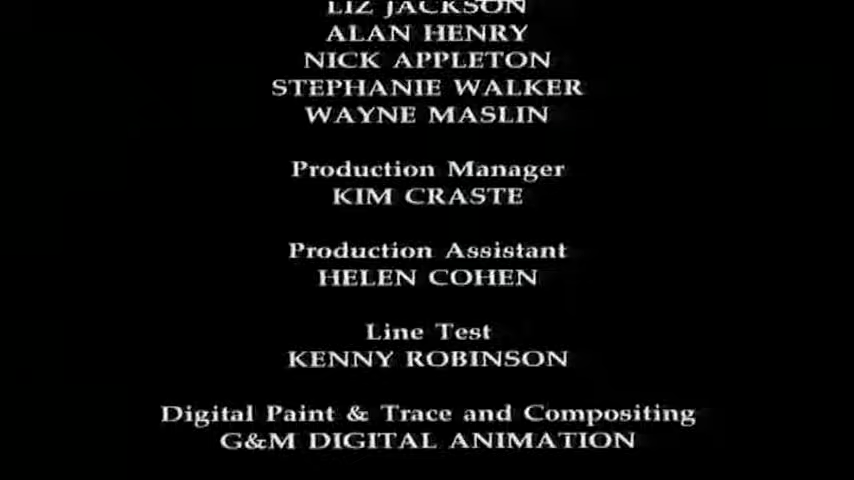 LIZ JACKSON
ALAN HENRY
NICK APPLETON
STEPHANIE WALKER
WAYNE MASLIN
Production Manager
KIM CRASTE
Production Assistant
HELEN COHEN
Line Test
KENNY ROBINSON
Digital Paint & Trace and Compositing
G&M DIGITAL ANIMATION